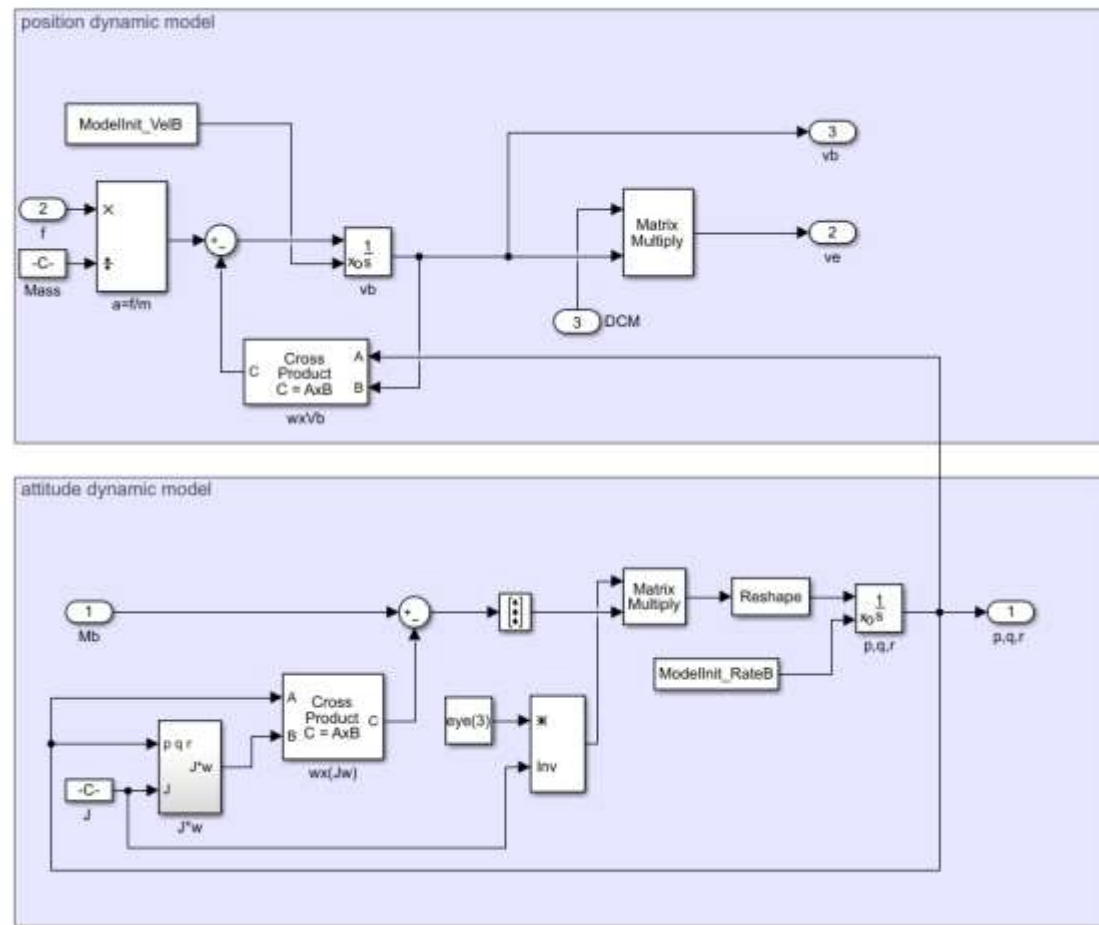 position dynamic model
ModelInit_VelB
3
vb
2
f
×
÷
-C-
Mass
a=f/m
+
-
1
s
xo
vb
Matrix
Multiply
2
ve
3
DCM
Cross
Product
C = AxB
C
A
B
wxVb
attitude dynamic model
1
Mb
+
-
Matrix
Multiply
Reshape
1
s
xo
p,q,r
1
p,q,r
ModelInit_RateB
A
B
Cross
Product
C = AxB
C
wx(Jw)
eye(3)
*
Inv
p q r
J
J*w
-C-
J
J*w